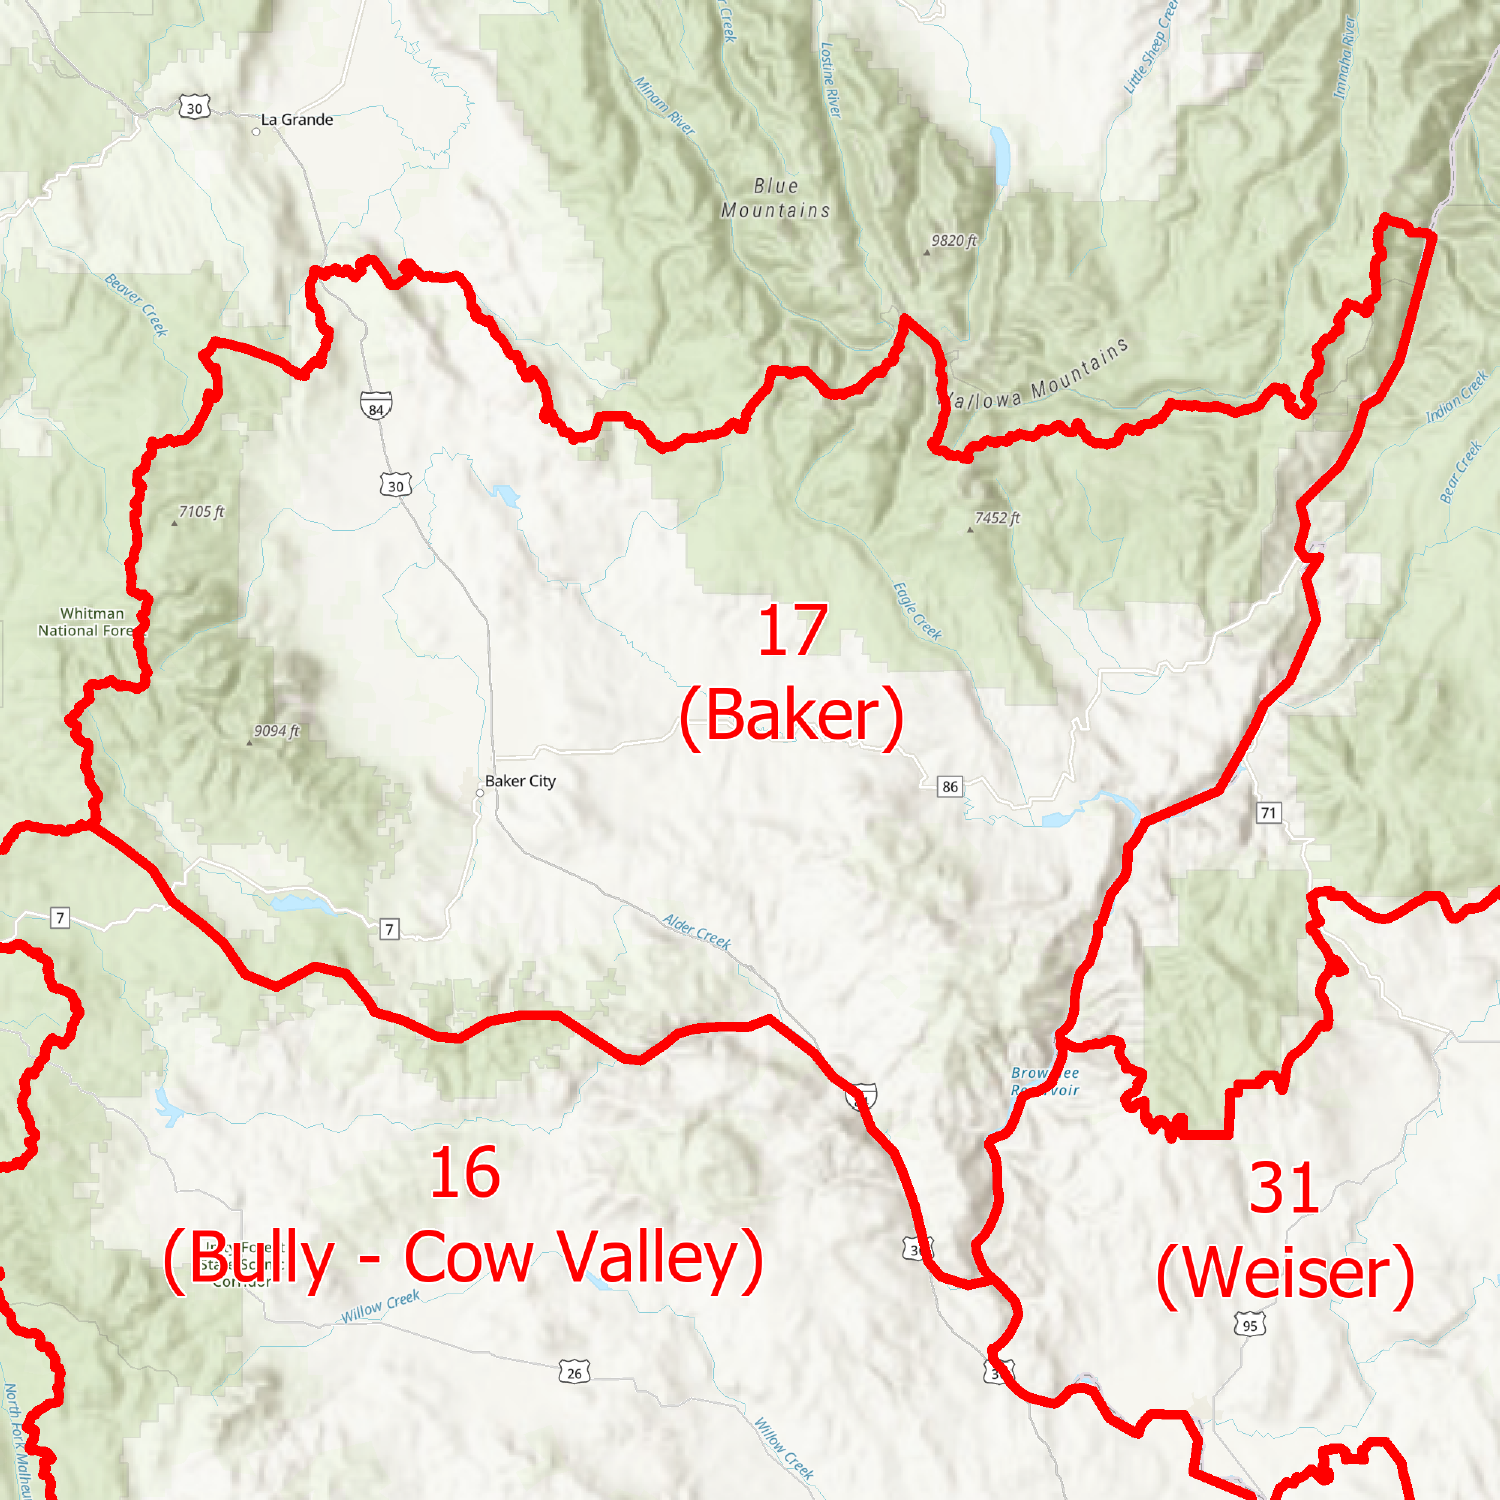 30
La Grande
Minam River
Lostine River
Little Sheep Creek
Imnaha River
Blue
Mountains
9820 ft
Beaver Creek
84
30
Mountains
Indian Creek
Bear Creek
7105 ft
7452 ft
Whitman
National
Eagle Creek
17
(Baker)
9094 ft
Baker City
86
71
7
7
Alder Creek
16
(Bully - Cow Valley)
31
(Weiser)
Willow Creek
95
26
Willow Creek
North Fork